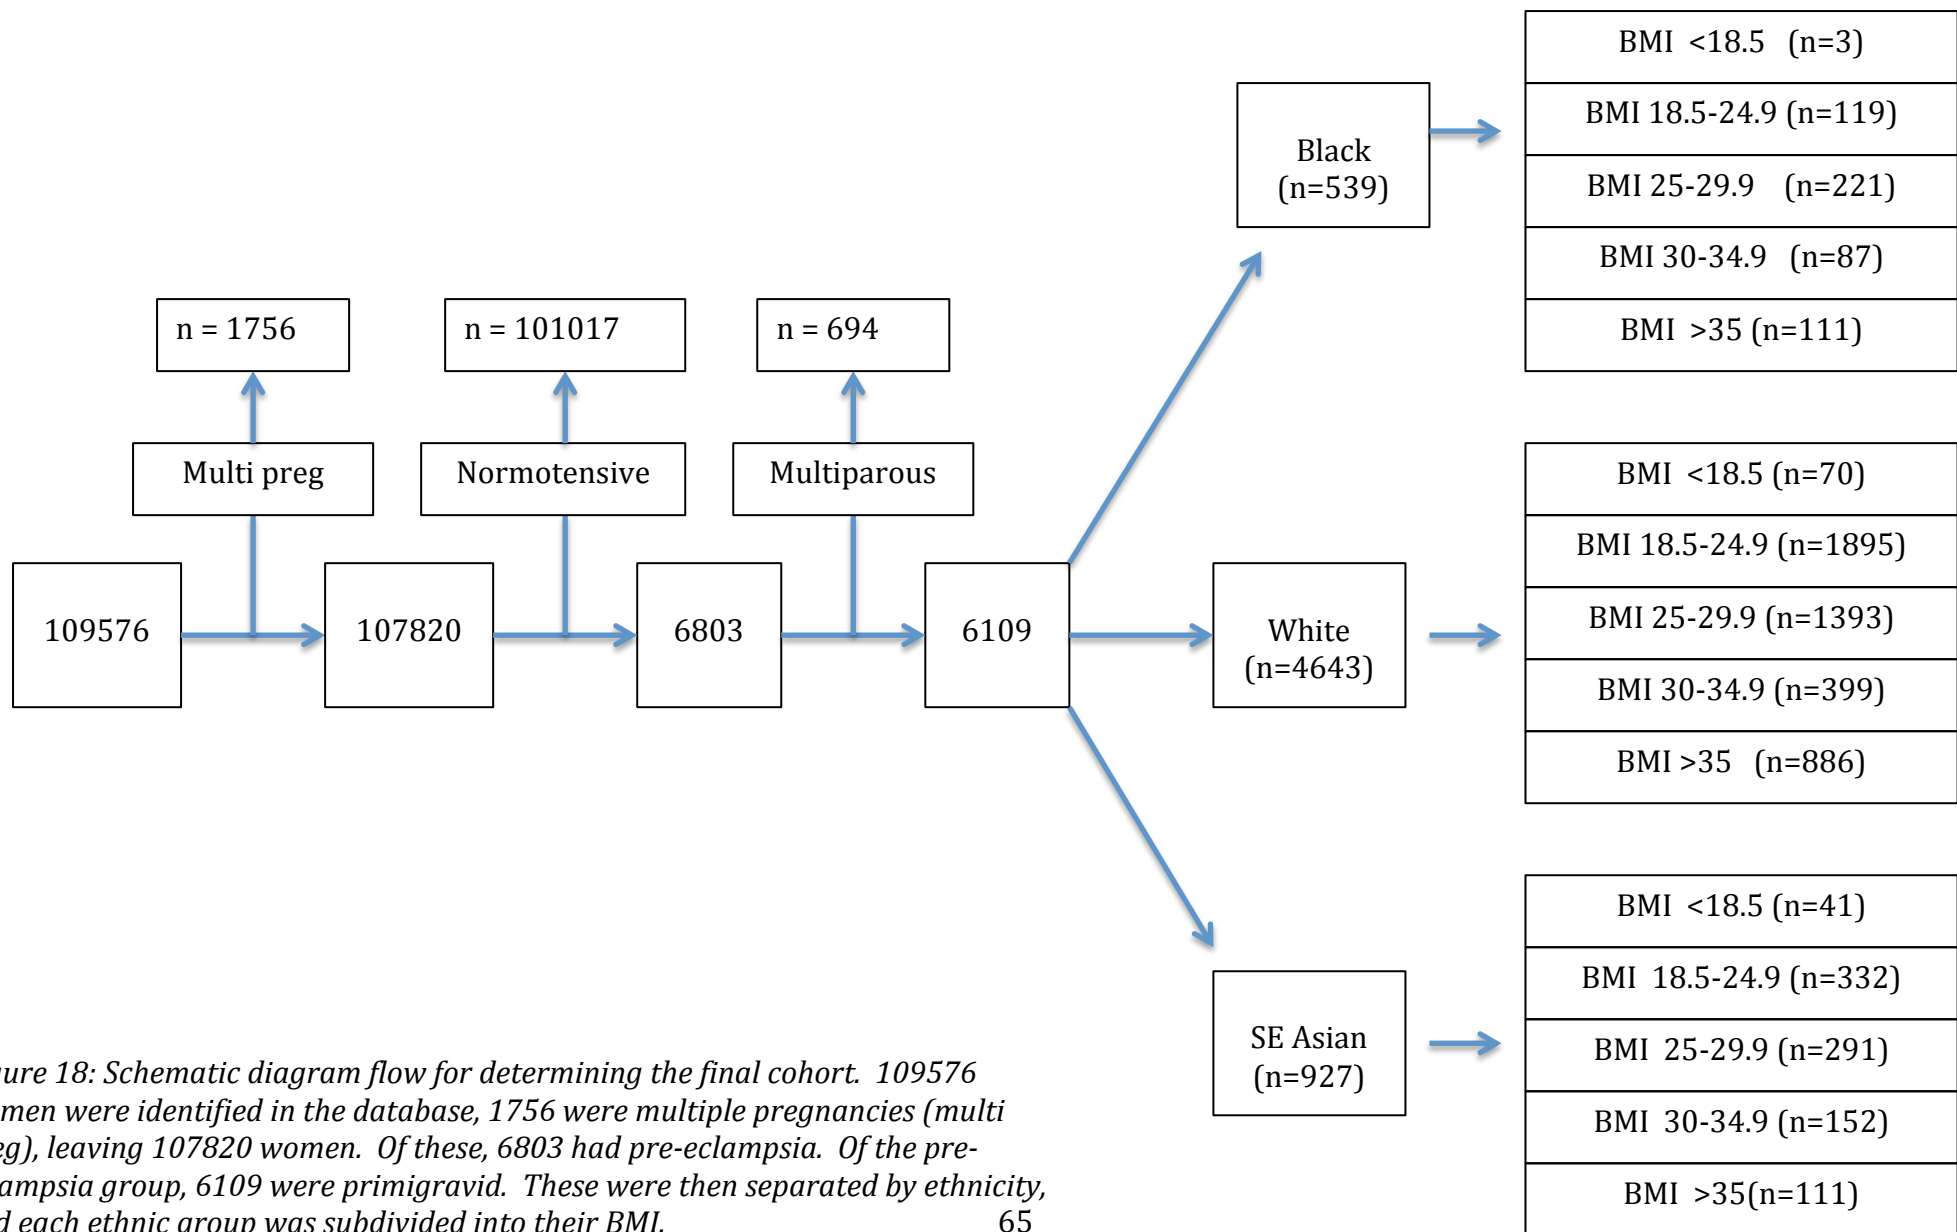 BMI <18.5 (n=3)
BMI 18.5-24.9 (n=119)
BMI 25-29.9 (n=221)
BMI 30-34.9 (n=87)
BMI >35 (n=111)
Black
(n=539)
n = 1756
n = 101017
n = 694
Multi preg
Normotensive
Multiparous
109576
107820
6803
6109
White
(n=4643)
BMI <18.5 (n=70)
BMI 18.5-24.9 (n=1895)
BMI 25-29.9 (n=1393)
BMI 30-34.9 (n=399)
BMI >35 (n=886)
SE Asian
(n=927)
BMI <18.5 (n=41)
BMI 18.5-24.9 (n=332)
BMI 25-29.9 (n=291)
BMI 30-34.9 (n=152)
BMI >35(n=111)
ure 18: Schematic diagram flow for determining the final cohort. 109576
men were identified in the database, 1756 were multiple pregnancies (multi
eg), leaving 107820 women. Of these, 6803 had pre-eclampsia. Of the pre-
lampsia group, 6109 were primigravid. These were then separated by ethnicity,
d each ethnic group was subdivided into their BMI.
65